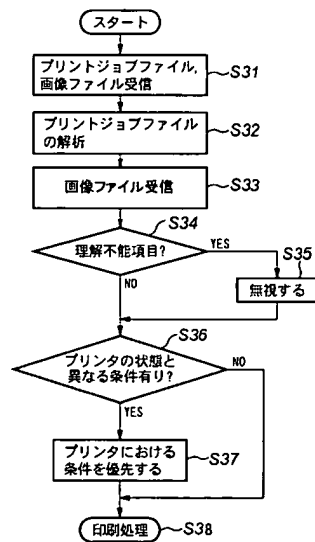 スタート
プリントジョブファイル,
画像ファイル受信
S31
プリントジョブファイル
の解析
S32
画像ファイル受信
S33
S34
理解不能項目?
YES
S35
無視する
NO
S36
プリンタの状態と
異なる条件有り?
NO
YES
プリンタにおける
条件を優先する
S37
印刷処理
S38